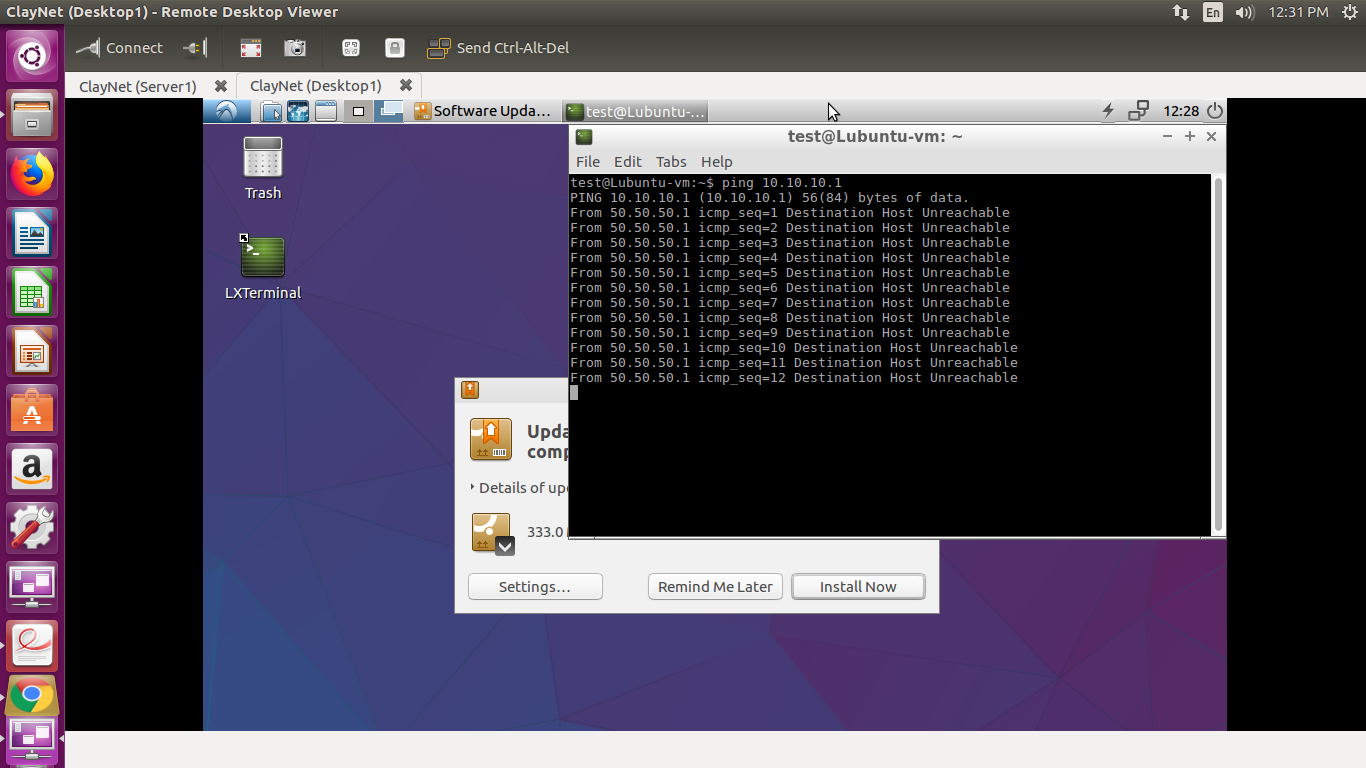 ClayNet (Desktop1) - Remote Desktop Viewer
En
12:31 PM
Connect
Send Ctrl-Alt-Del
ClayNet (Server1)
ClayNet (Desktop1)
Software Upda...
test@Lubuntu-...
12:28
Trash
LXTerminal
test@Lubuntu-vm: ~
File Edit Tabs Help
test@Lubuntu-vm:~$ ping 10.10.10.1
PING 10.10.10.1 (10.10.10.1) 56(84) bytes of data.
From 50.50.50.1 icmp_seq=1 Destination Host Unreachable
From 50.50.50.1 icmp_seq=2 Destination Host Unreachable
From 50.50.50.1 icmp_seq=3 Destination Host Unreachable
From 50.50.50.1 icmp_seq=4 Destination Host Unreachable
From 50.50.50.1 icmp_seq=5 Destination Host Unreachable
From 50.50.50.1 icmp_seq=6 Destination Host Unreachable
From 50.50.50.1 icmp_seq=7 Destination Host Unreachable
From 50.50.50.1 icmp_seq=8 Destination Host Unreachable
From 50.50.50.1 icmp_seq=9 Destination Host Unreachable
From 50.50.50.1 icmp_seq=10 Destination Host Unreachable
From 50.50.50.1 icmp_seq=11 Destination Host Unreachable
From 50.50.50.1 icmp_seq=12 Destination Host Unreachable
Upda
comp
Details of upd
333.0
Settings...
Remind Me Later
Install Now